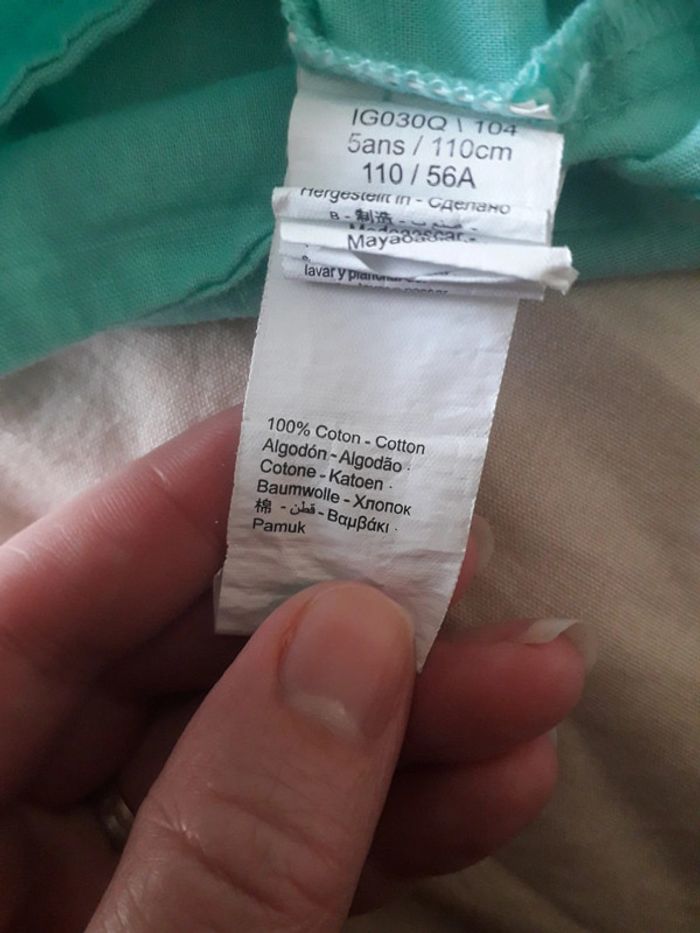 IG030Q \ 104
5ans / 110cm
110 / 56A
Hergestellt in - Сделано
в - 制造 -
Madagascar -
lavar y planchar
100% Coton - Cotton
Algodón - Algodão .
Cotone - Katoen .
Baumwolle - Хлопок
棉 - قطن - Βαμβάκι .
Pamuk